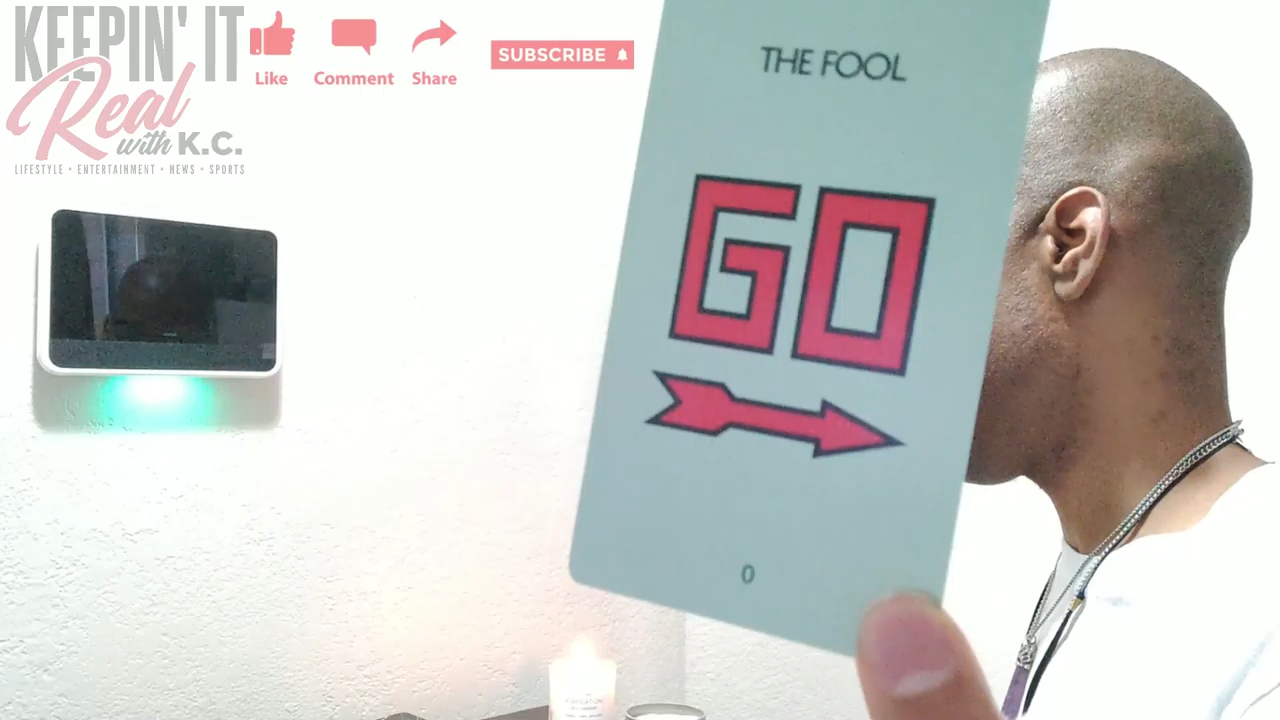 KEEPIN' IT
Real
with K.C.
LIFESTYLE • ENTERTAINMENT • NEWS • SPORTS
Like
Comment
Share
SUBSCRIBE
THE FOOL
GO
0